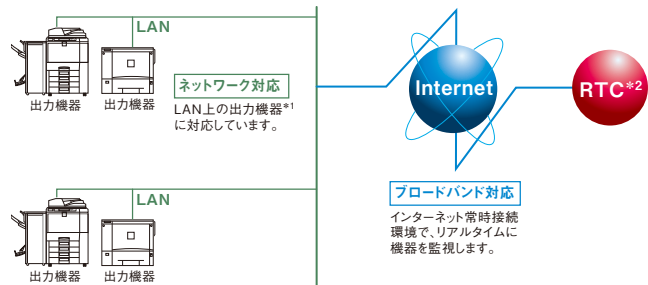 LAN
出力機器
出力機器
ネットワーク対応
LAN上の出力機器*1
に対応しています。
Internet
RTC*2
ブロードバンド対応
インターネット常時接続
環境で、リアルタイムに
機器を監視します。
LAN
出力機器
出力機器